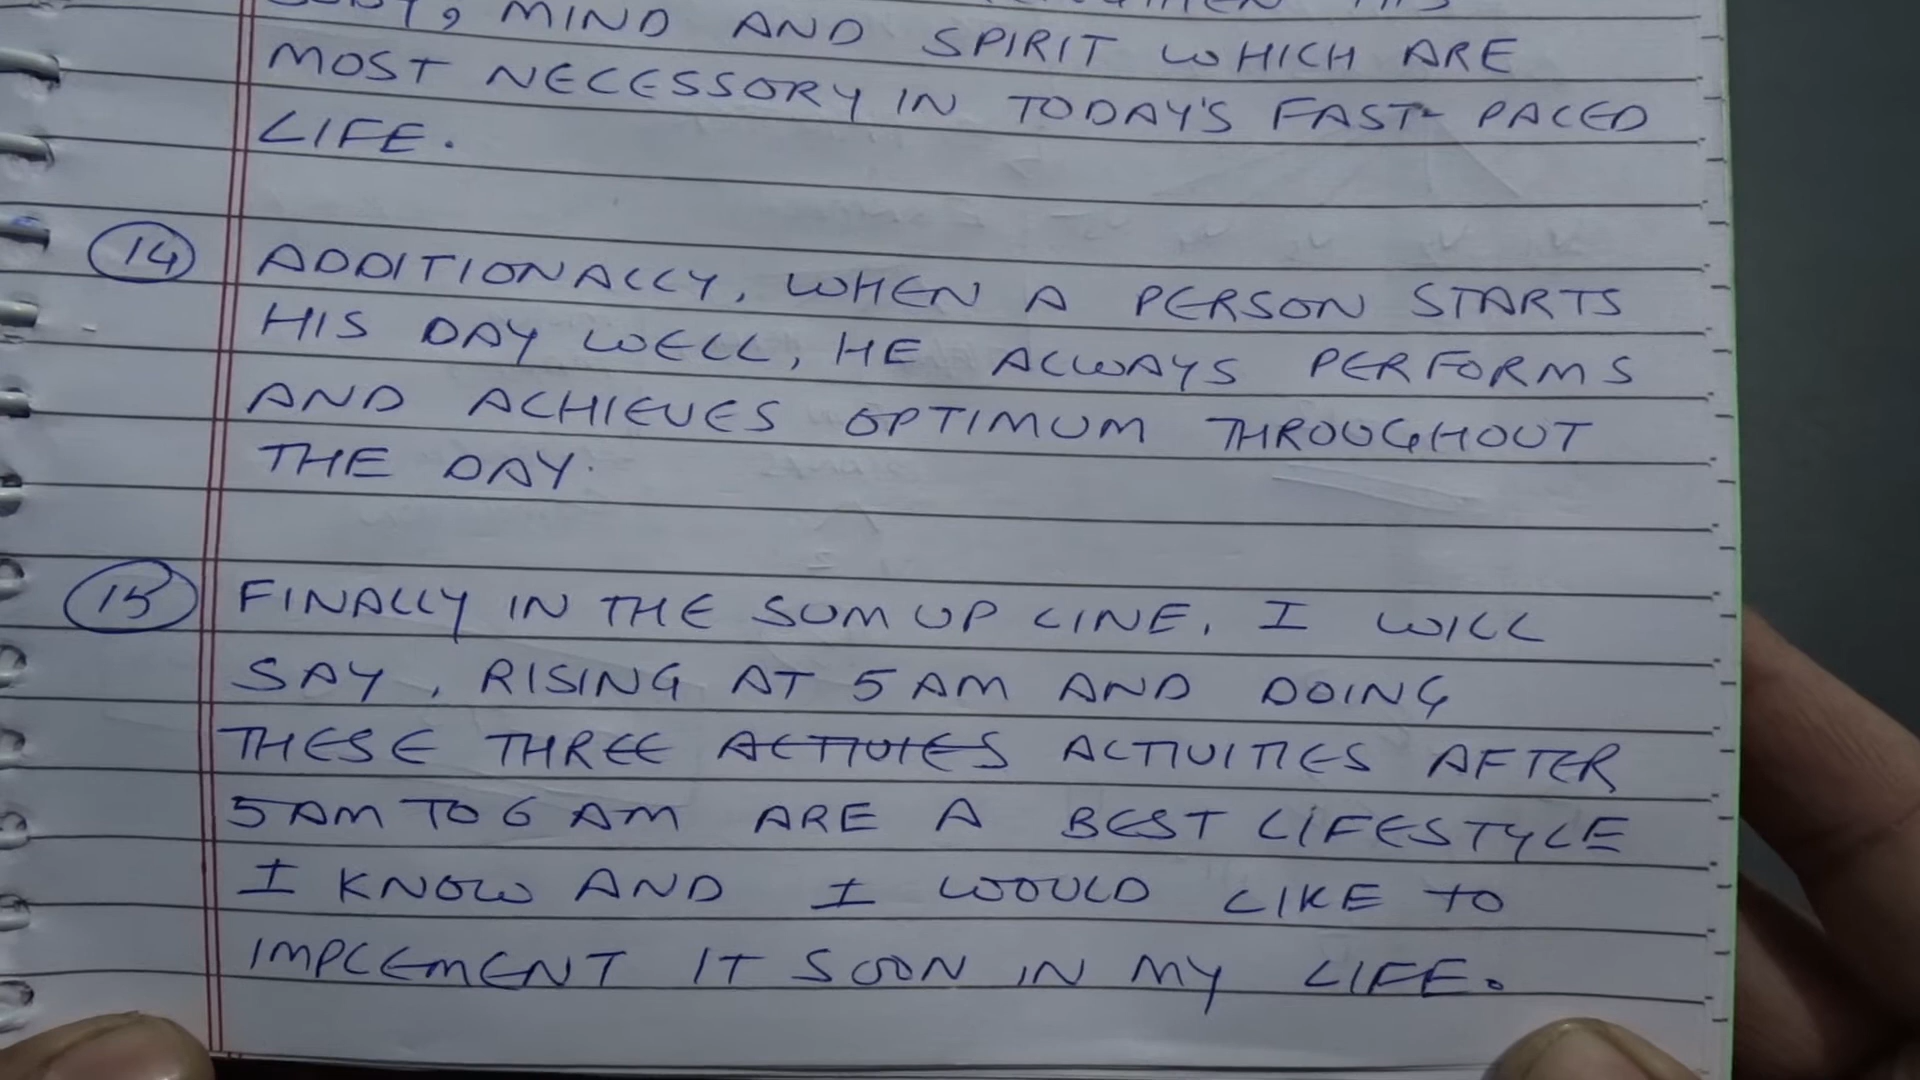 MIND AND SPIRIT WHICH ARE
MOST NECESSORY IN TODAY'S FAST- PACED
LIFE.
14 ADDITIONALLY, WHEN A PERSON STARTS
HIS DAY WELL, HE ALWAYS PERFORMS
AND ACHIEVES OPTIMUM THROUGHOUT
THE DAY.
15 FINALLY IN THE SUM UP LINE, I WILL
SAY, RISING AT 5 AM AND DOING
THESE THREE ACTIVIES ACTIVITIES AFTER
5 AM TO 6 AM ARE A BEST LIFESTYLE
I KNOW AND I WOULD LIKE TO
IMPLEMENT IT SOON IN MY LIFE.